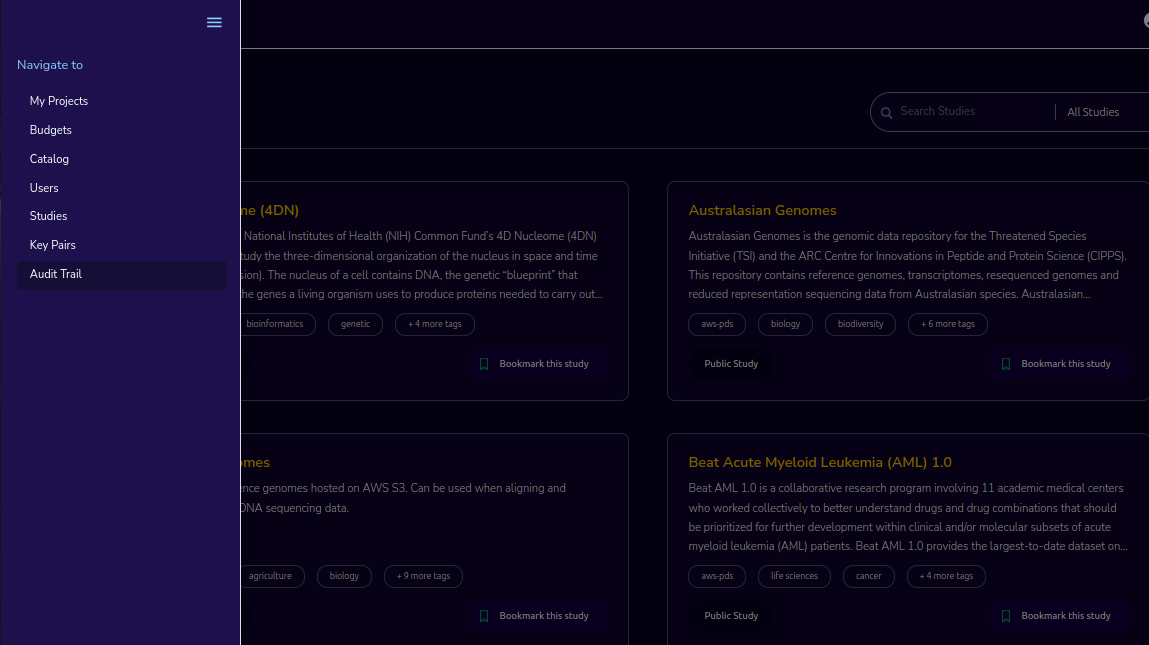 Navigate to
My Projects
Budgets
Catalog
Users
Studies
Key Pairs
Audit Trail
Search Studies
All Studies
(4DN)
National Institutes of Health (NIH) Common Fund's 4D Nucleome (4DN)
the three-dimensional organization of the nucleus in space and time
The nucleus of a cell contains DNA, the genetic “blueprint” that
the genes a living organism uses to produce proteins needed to carry out...
bioinformatics
genetic
+ 4 more tags
Bookmark this study
Australasian Genomes
Australasian Genomes is the genomic data repository for the Threatened Species
Initiative (TSI) and the ARC Centre for Innovations in Peptide and Protein Science (CIPPS).
This repository contains reference genomes, transcriptomes, resequenced genomes and
reduced representation sequencing data from Australasian species. Australasian...
aws-pds
biology
biodiversity
+ 6 more tags
Public Study
Bookmark this study
genomes hosted on AWS S3. Can be used when aligning and
DNA sequencing data.
agriculture
biology
+ 9 more tags
Bookmark this study
Beat Acute Myeloid Leukemia (AML) 1.0
Beat AML 1.0 is a collaborative research program involving 11 academic medical centers
who worked collectively to better understand drugs and drug combinations that should
be prioritized for further development within clinical and/or molecular subsets of acute
myeloid leukemia (AML) patients. Beat AML 1.0 provides the largest-to-date dataset on...
aws-pds
life sciences
cancer
+ 4 more tags
Public Study
Bookmark this study